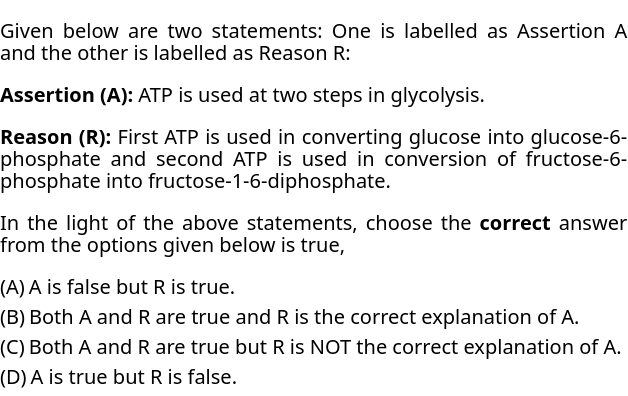 Given below are two statements: One is labelled as Assertion A
and the other is labelled as Reason R:
Assertion (A): ATP is used at two steps in glycolysis.
Reason (R): First ATP is used in converting glucose into glucose-6-
phosphate and second ATP is used in conversion of fructose-6-
phosphate into fructose-1-6-diphosphate.
In the light of the above statements, choose the correct answer
from the options given below is true,
(A) A is false but R is true.
(B) Both A and R are true and R is the correct explanation of A.
(C) Both A and R are true but R is NOT the correct explanation of A.
(D) A is true but R is false.